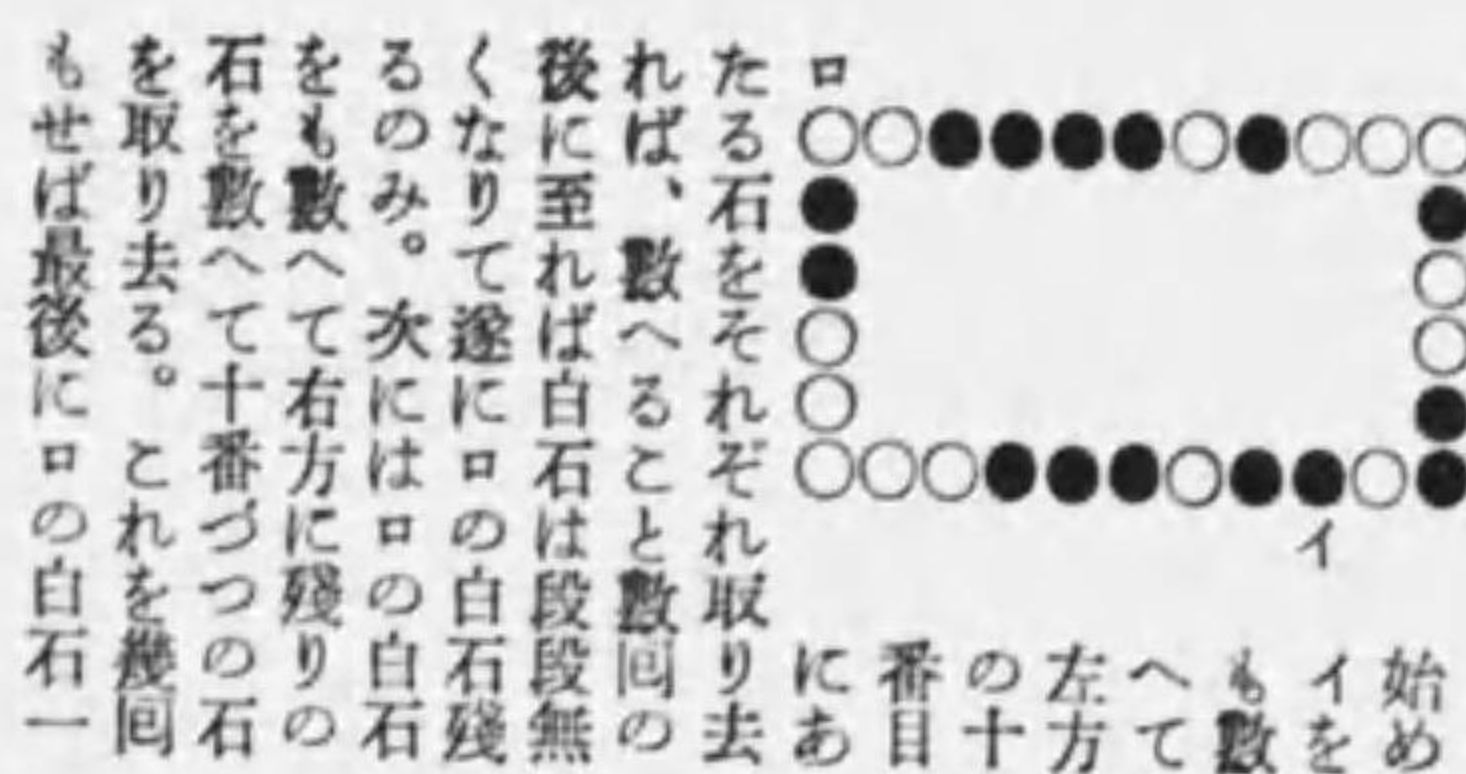 始め
イを
も數
へて
左方
の十
番目
にあ
イ
ロ
たる石をそれぞれ取り去
れば、數へること數回の
後に至れば白石は段段無
くなりて遂にロの白石殘
るのみ。次にはロの白石
をも數へて右方に殘りの
石を數へて十番づつの石
を取り去る。これを幾回
もせば最後にロの白石一